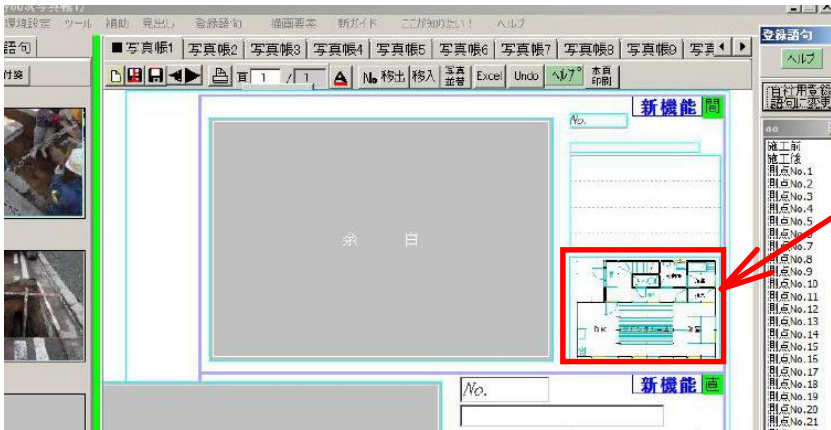 環境設定 ツール 補助 見出し 登録語句 描画要素 新ガイド ここが知りたい! ヘルプ
語句
■写真帳1 写真帳2 写真帳3 写真帳4 写真帳5 写真帳6 写真帳7 写真帳8 写真帳9
登録語句
ヘルプ
付箋
頁 1 / 1 A No 移出 移入 写真並替 Excel Undo ヘルプ 本頁印刷
自社用登録
語句に変更
新機能 間
No.
余 白
施工前
施工後
測点No.1
測点No.2
測点No.3
測点No.4
測点No.5
測点No.7
測点No.8
測点No.9
測点No.10
測点No.11
測点No.12
測点No.13
測点No.14
測点No.15
測点No.16
測点No.17
測点No.18
測点No.19
測点No.20
測点No.21
新機能 直
No.